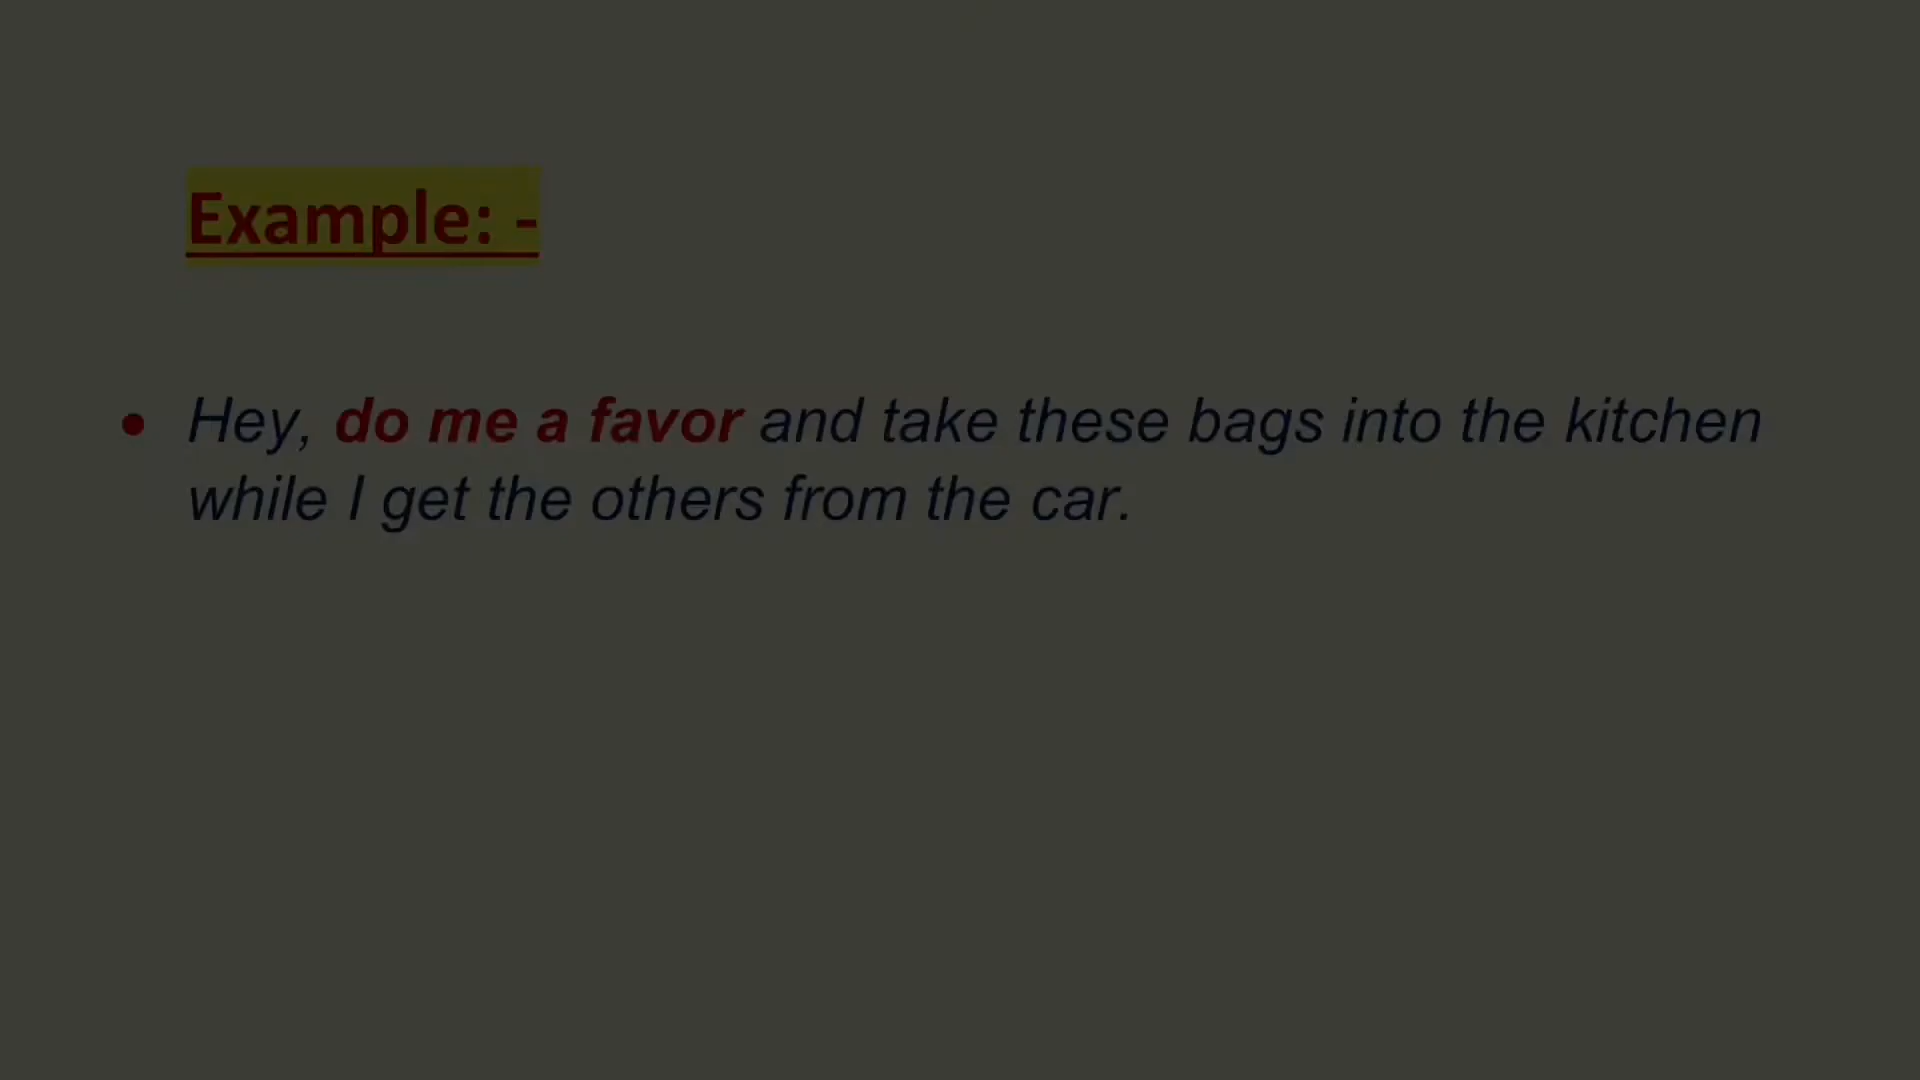 Example: -
• Hey, do me a favor and take these bags into the kitchen
while I get the others from the car.